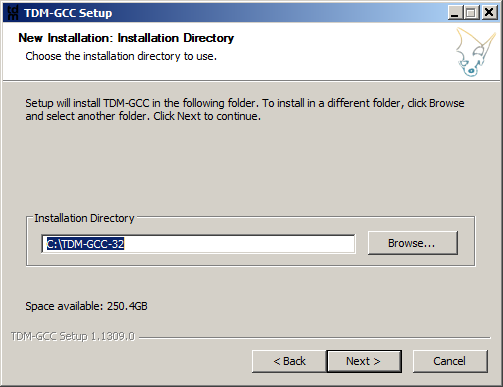 TDM-GCC Setup
New Installation: Installation Directory
Choose the installation directory to use.
Setup will install TDM-GCC in the following folder. To install in a different folder, click Browse
and select another folder. Click Next to continue.
Installation Directory
C:\TDM-GCC-32
Browse...
Space available: 250.4GB
TDM-GCC Setup 1.1309.0
< Back
Next >
Cancel